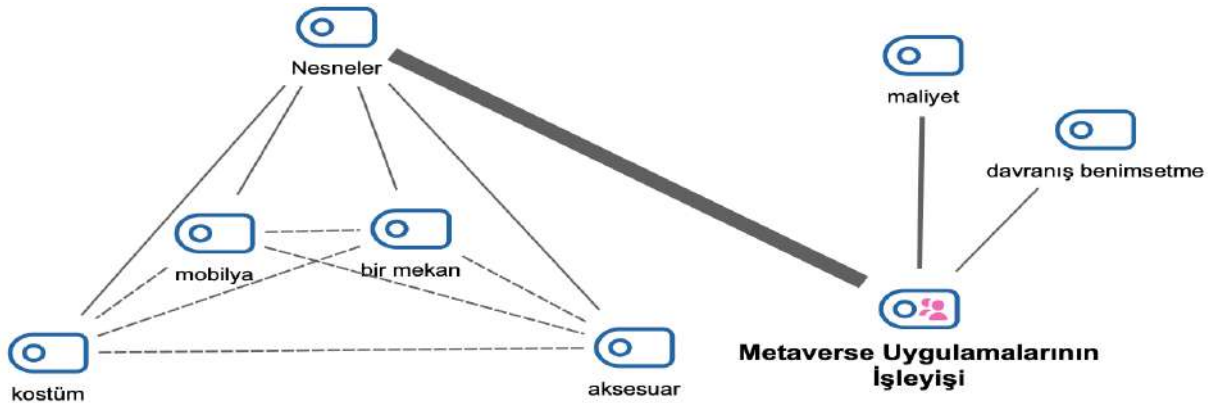 Nesneler
maliyet
davranış benimsetme
mobilya
bir mekan
kostüm
aksesuar
Metaverse Uygulamalarının
İşleyişi